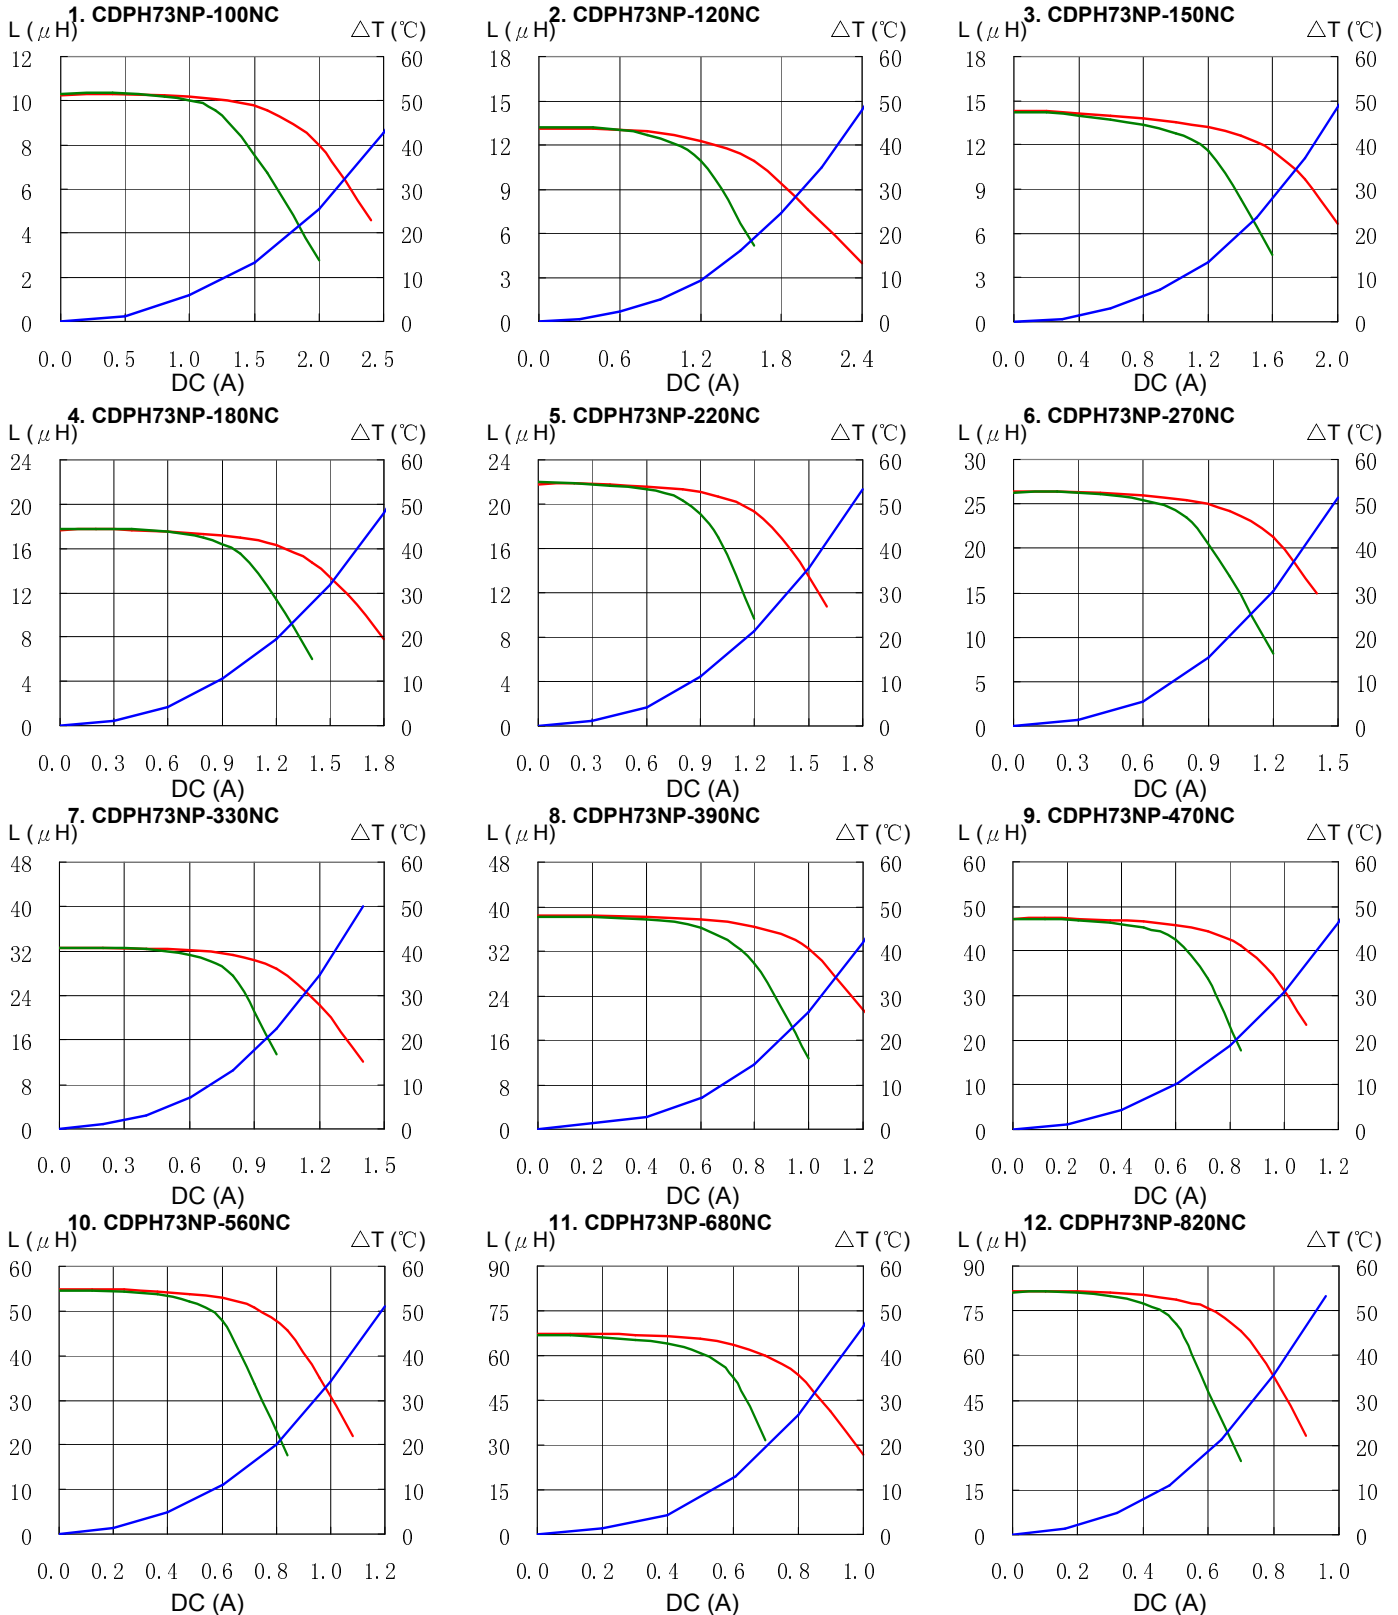 1. CDPH73NP-100NC
L (μH) △T (℃)
12 60
10 50
8 40
6 30
4 20
2 10
0 0
0.0 0.5 1.0 1.5 2.0 2.5
DC (A)
2. CDPH73NP-120NC
L (μH) △T (℃)
18 60
15 50
12 40
9 30
6 20
3 10
0 0
0.0 0.6 1.2 1.8 2.4
DC (A)
3. CDPH73NP-150NC
L (μH) △T (℃)
18 60
15 50
12 40
9 30
6 20
3 10
0 0
0.0 0.4 0.8 1.2 1.6 2.0
DC (A)
4. CDPH73NP-180NC
L (μH) △T (℃)
24 60
20 50
16 40
12 30
8 20
4 10
0 0
0.0 0.3 0.6 0.9 1.2 1.5 1.8
DC (A)
5. CDPH73NP-220NC
L (μH) △T (℃)
24 60
20 50
16 40
12 30
8 20
4 10
0 0
0.0 0.3 0.6 0.9 1.2 1.5 1.8
DC (A)
6. CDPH73NP-270NC
L (μH) △T (℃)
30 60
25 50
20 40
15 30
10 20
5 10
0 0
0.0 0.3 0.6 0.9 1.2 1.5
DC (A)
7. CDPH73NP-330NC
L (μH) △T (℃)
48 60
40 50
32 40
24 30
16 20
8 10
0 0
0.0 0.3 0.6 0.9 1.2 1.5
DC (A)
8. CDPH73NP-390NC
L (μH) △T (℃)
48 60
40 50
32 40
24 30
16 20
8 10
0 0
0.0 0.2 0.4 0.6 0.8 1.0 1.2
DC (A)
9. CDPH73NP-470NC
L (μH) △T (℃)
60 60
50 50
40 40
30 30
20 20
10 10
0 0
0.0 0.2 0.4 0.6 0.8 1.0 1.2
DC (A)
10. CDPH73NP-560NC
L (μH) △T (℃)
60 60
50 50
40 40
30 30
20 20
10 10
0 0
0.0 0.2 0.4 0.6 0.8 1.0 1.2
DC (A)
11. CDPH73NP-680NC
L (μH) △T (℃)
90 60
75 50
60 40
45 30
30 20
15 10
0 0
0.0 0.2 0.4 0.6 0.8 1.0
DC (A)
12. CDPH73NP-820NC
L (μH) △T (℃)
90 60
75 50
60 40
45 30
30 20
15 10
0 0
0.0 0.2 0.4 0.6 0.8 1.0
DC (A)